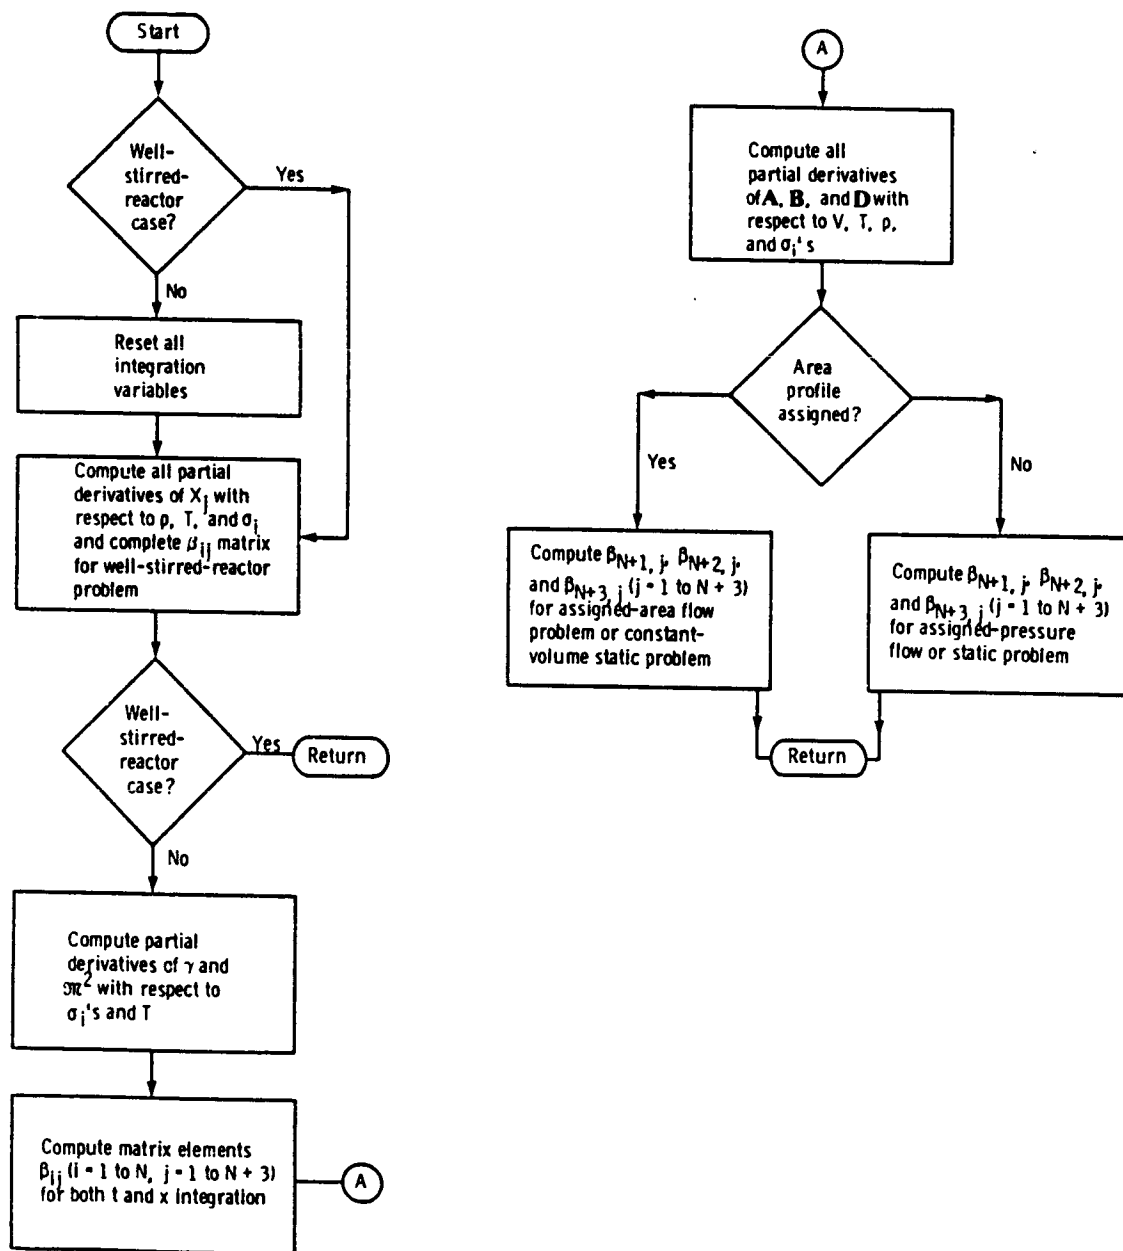 Start
Well-
stirred-
reactor
case?
Yes
No
Reset all
integration
variables
Compute all partial
derivatives of Xj with
respect to ρ, T, and σi
and complete βij matrix
for well-stirred-reactor
problem
Well-
stirred-
reactor
case?
Yes
Return
No
Compute partial
derivatives of γ and
𝔐² with respect to
σi's and T
Compute matrix elements
βij (i = 1 to N, j = 1 to N + 3)
for both t and x integration
A
A
Compute all
partial derivatives
of A, B, and D with
respect to V, T, ρ,
and σi's
Area
profile
assigned?
Yes
No
Compute βN+1, j, βN+2, j,
and βN+3, j (j = 1 to N + 3)
for assigned-area flow
problem or constant-
volume static problem
Compute βN+1, j, βN+2, j,
and βN+3, j (j = 1 to N + 3)
for assigned-pressure
flow or static problem
Return